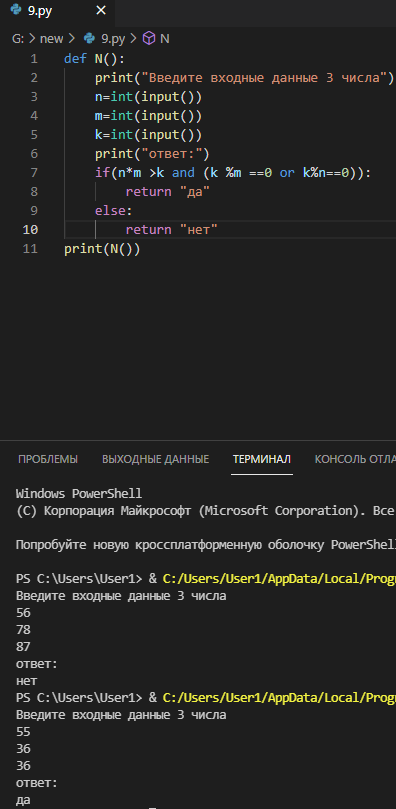 9.py
G: > new > 9.py > N
1 def N():
2 print("Введите входные данные 3 числа")
3 n=int(input())
4 m=int(input())
5 k=int(input())
6 print("ответ:")
7 if(n*m >k and (k %m ==0 or k%n==0)):
8 return "да"
9 else:
10 return "нет"
11 print(N())
ПРОБЛЕМЫ ВЫХОДНЫЕ ДАННЫЕ ТЕРМИНАЛ КОНСОЛЬ ОТЛА
Windows PowerShell
(C) Корпорация Майкрософт (Microsoft Corporation). Все
Попробуйте новую кроссплатформенную оболочку PowerShel
PS C:\Users\User1> & C:/Users/User1/AppData/Local/Prog
Введите входные данные 3 числа
56
78
87
ответ:
нет
PS C:\Users\User1> & C:/Users/User1/AppData/Local/Prog
Введите входные данные 3 числа
55
36
36
ответ:
да